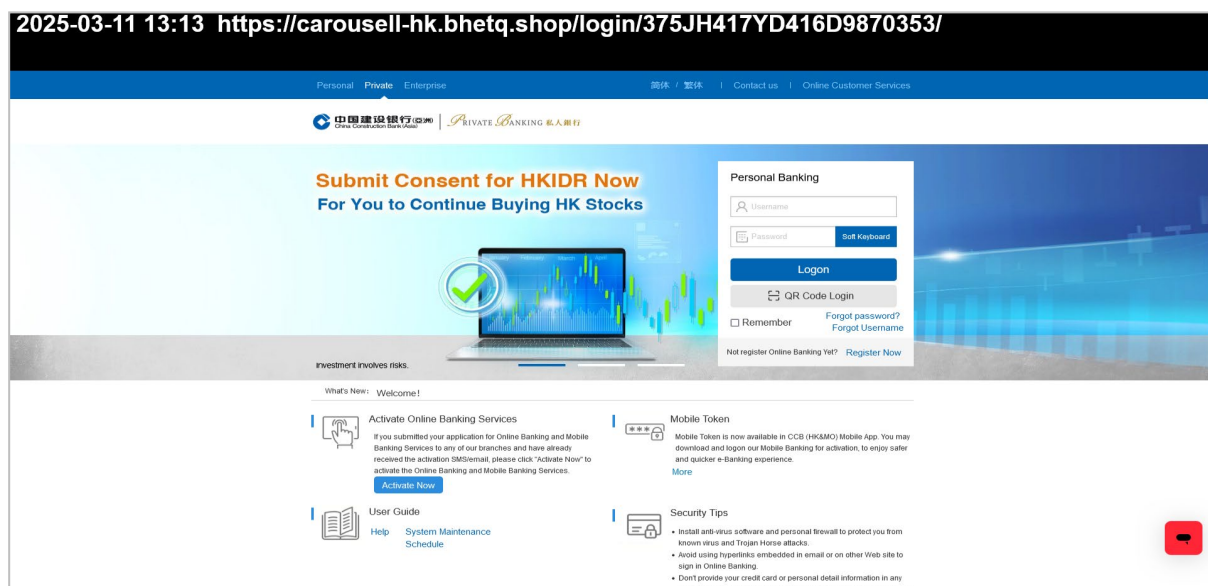 2025-03-11 13:13 https://carousell-hk.bhetq.shop/login/375JH417YD416D9870353/
Personal Private Enterprise 简体 / 繁体 | Contact us | Online Customer Services
中国建设银行(亞洲) PRIVATE BANKING 私人銀行
China Construction Bank (Asia)
Submit Consent for HKIDR Now
For You to Continue Buying HK Stocks
January February March April
Investment involves risks.
Personal Banking
Username
Password Soft Keyboard
Logon
QR Code Login
Remember Forgot password?
Forgot Username
Not register Online Banking Yet? Register Now
What's New: Welcome!
Activate Online Banking Services
If you submitted your application for Online Banking and Mobile
Banking Services to any of our branches and have already
received the activation SMS/email, please click "Activate Now" to
activate the Online Banking and Mobile Banking Services.
Activate Now
Mobile Token
Mobile Token is now available in CCB (HK&MO) Mobile App. You may
download and logon our Mobile Banking for activation, to enjoy safer
and quicker e-Banking experience.
More
User Guide
Help System Maintenance
Schedule
Security Tips
• Install anti-virus software and personal firewall to protect you from
known virus and Trojan Horse attacks.
• Avoid using hyperlinks embedded in email or on other Web site to
sign in Online Banking.
• Don't provide your credit card or personal detail information in any